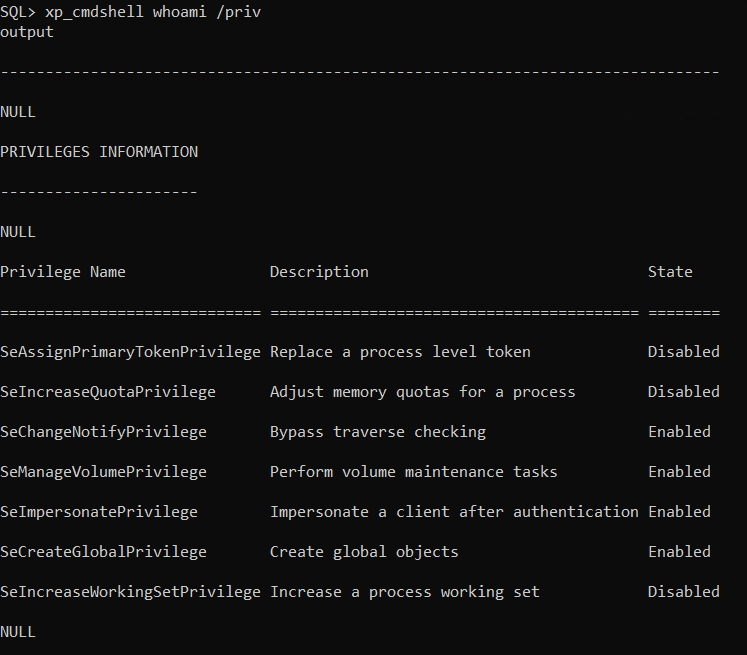 SQL> xp_cmdshell whoami /priv
output
--------------------------------------------------------------------------------
NULL
PRIVILEGES INFORMATION
----------------------
NULL
Privilege Name                Description                               State
============================= ========================================= ========
SeAssignPrimaryTokenPrivilege Replace a process level token             Disabled
SeIncreaseQuotaPrivilege      Adjust memory quotas for a process        Disabled
SeChangeNotifyPrivilege       Bypass traverse checking                  Enabled
SeManageVolumePrivilege       Perform volume maintenance tasks          Enabled
SeImpersonatePrivilege        Impersonate a client after authentication Enabled
SeCreateGlobalPrivilege       Create global objects                     Enabled
SeIncreaseWorkingSetPrivilege Increase a process working set            Disabled
NULL